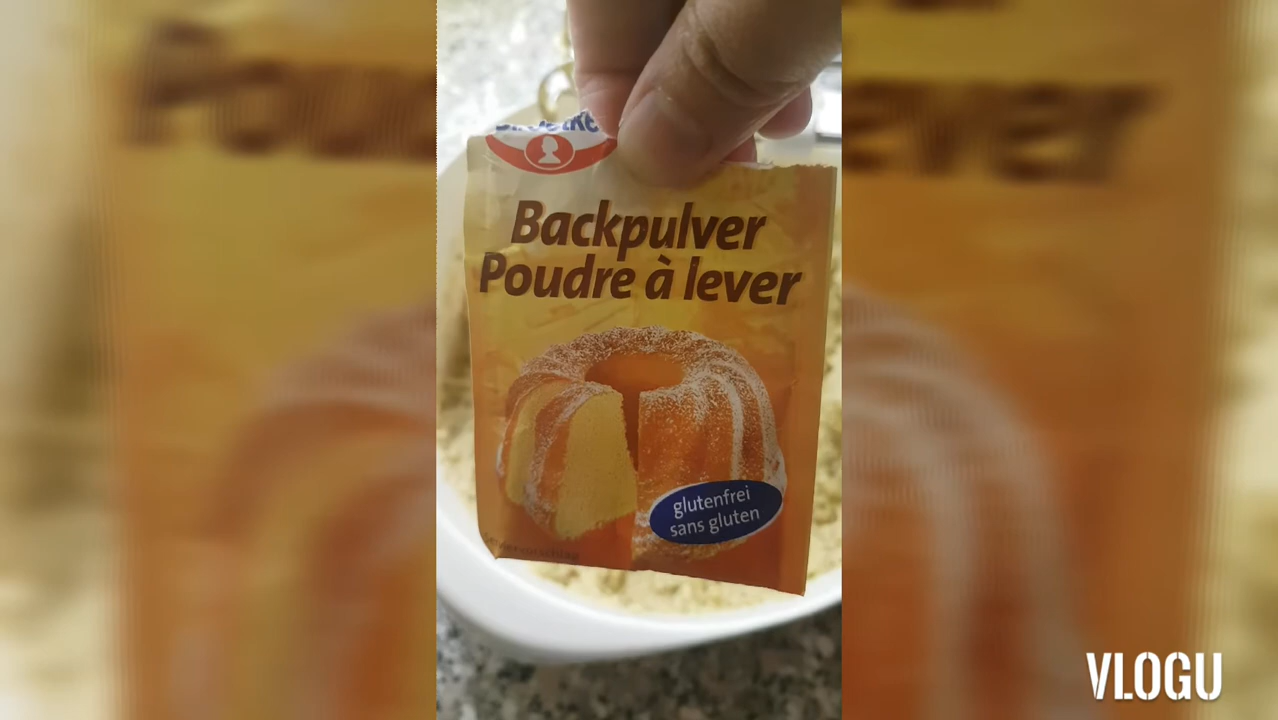 Backpulver
Poudre à lever
glutenfrei
sans gluten
VLOGU